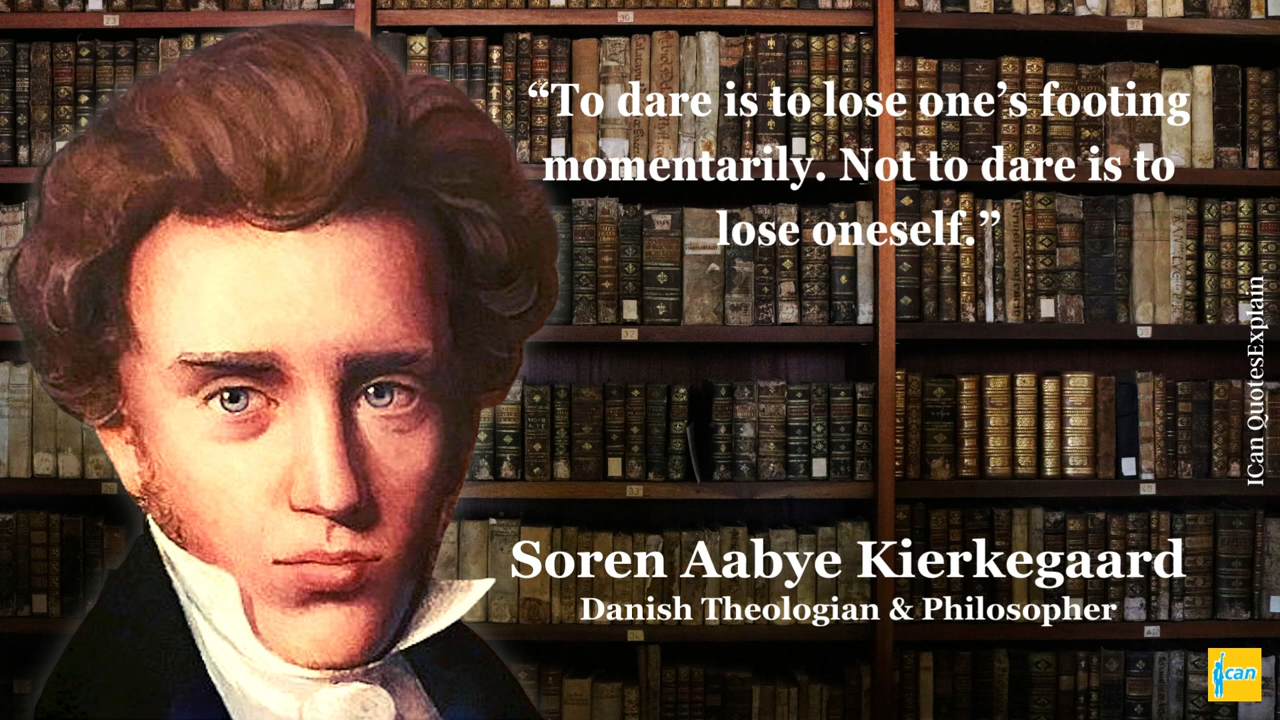 “To dare is to lose one’s footing
momentarily. Not to dare is to
lose oneself.”
Soren Aabye Kierkegaard
Danish Theologian & Philosopher
ICan QuotesExplain
ican